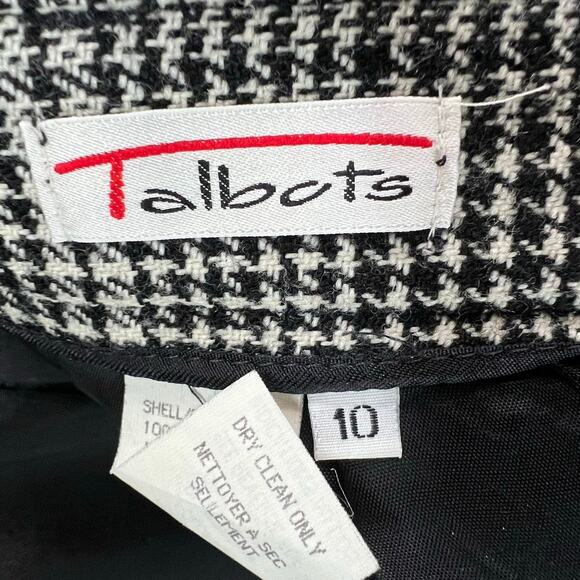 Talbots
SHELL/
100
10
DRY CLEAN ONLY
NETTOYER A SEC
SEULEMENT